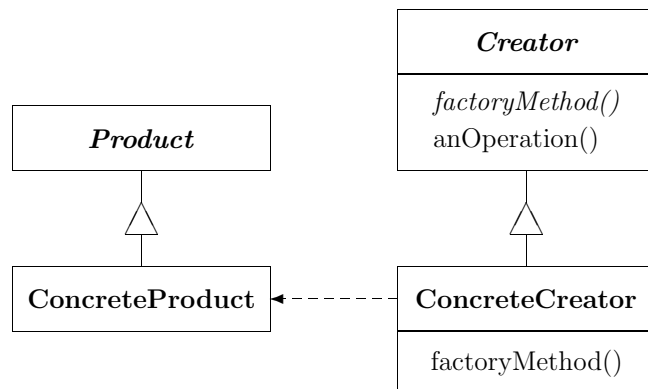 Creator
factoryMethod()
anOperation()
Product
ConcreteProduct
ConcreteCreator
factoryMethod()